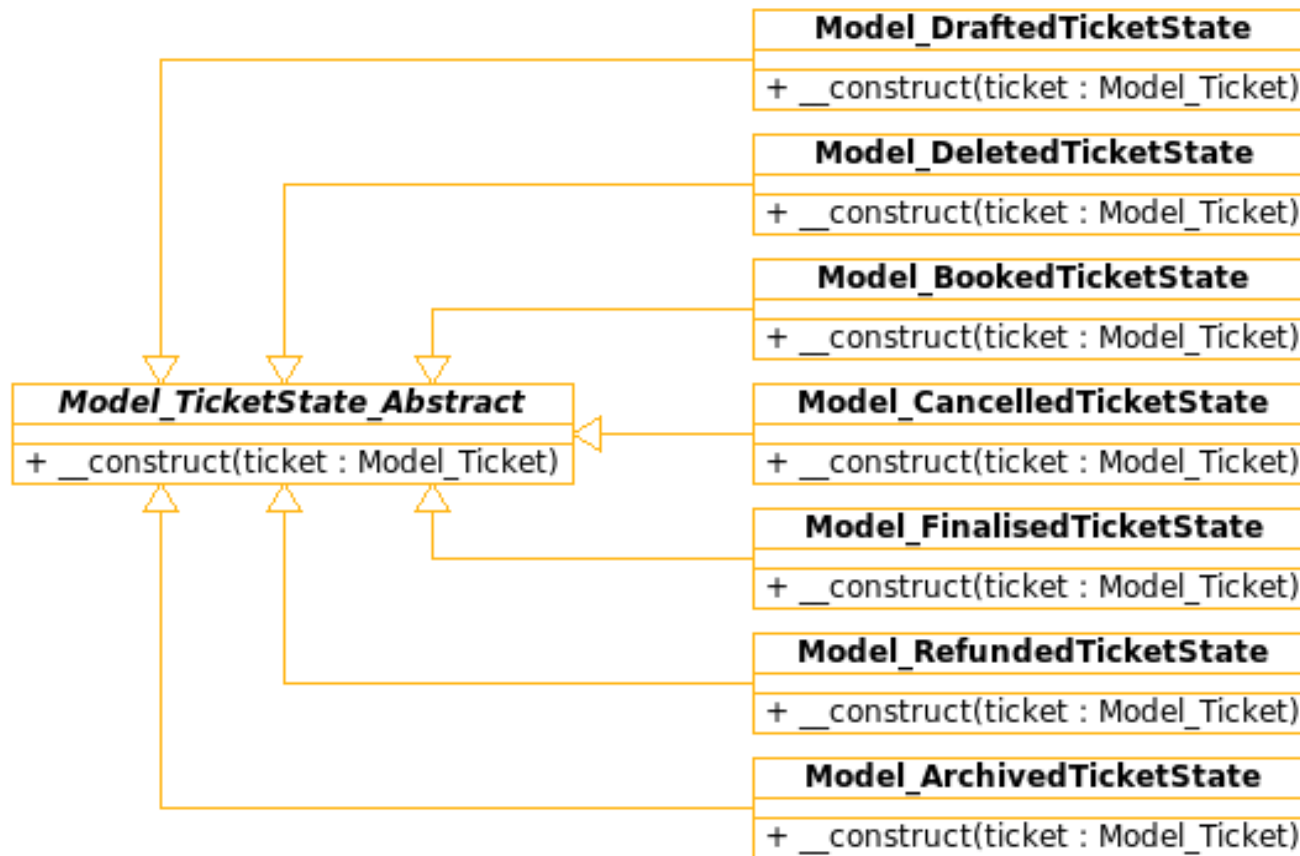 Model_DraftedTicketState
+ __construct(ticket : Model_Ticket)
Model_DeletedTicketState
+ __construct(ticket : Model_Ticket)
Model_BookedTicketState
+ __construct(ticket : Model_Ticket)
Model_TicketState_Abstract
+ __construct(ticket : Model_Ticket)
Model_CancelledTicketState
+ __construct(ticket : Model_Ticket)
Model_FinalisedTicketState
+ __construct(ticket : Model_Ticket)
Model_RefundedTicketState
+ __construct(ticket : Model_Ticket)
Model_ArchivedTicketState
+ __construct(ticket : Model_Ticket)